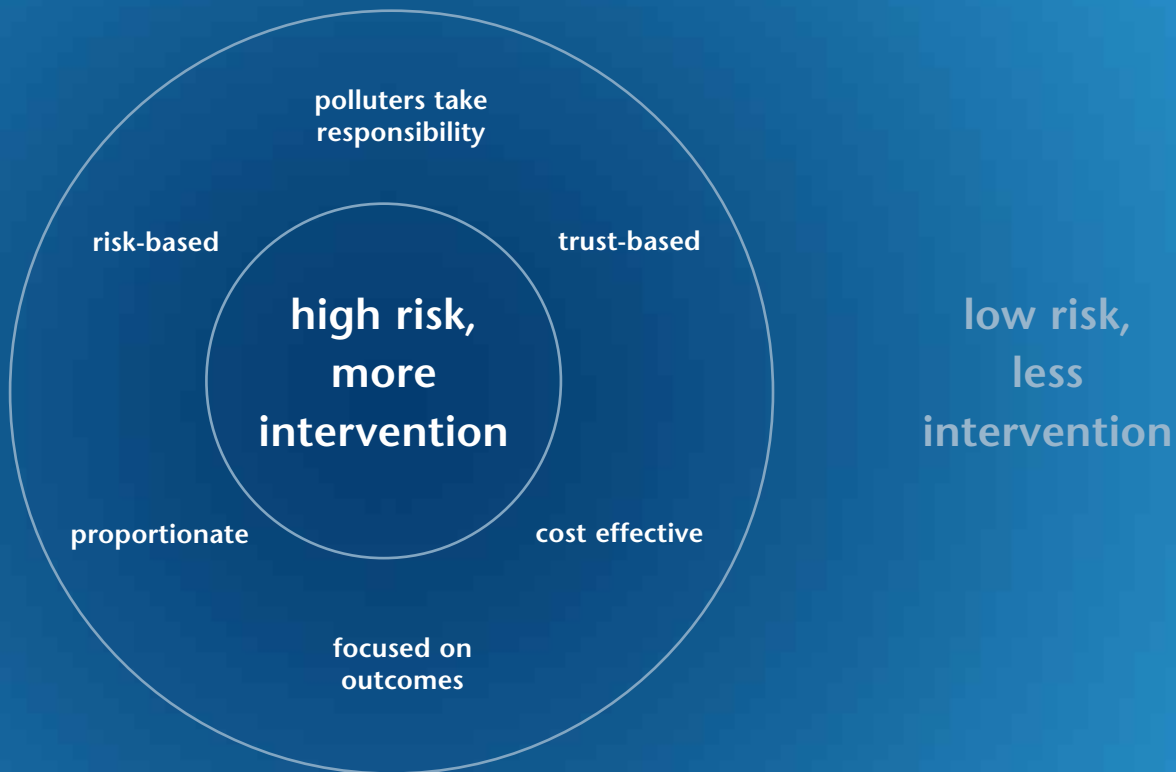 polluters take
responsibility
risk-based
trust-based
high risk,
more
intervention
low risk,
less
intervention
proportionate
cost effective
focused on
outcomes